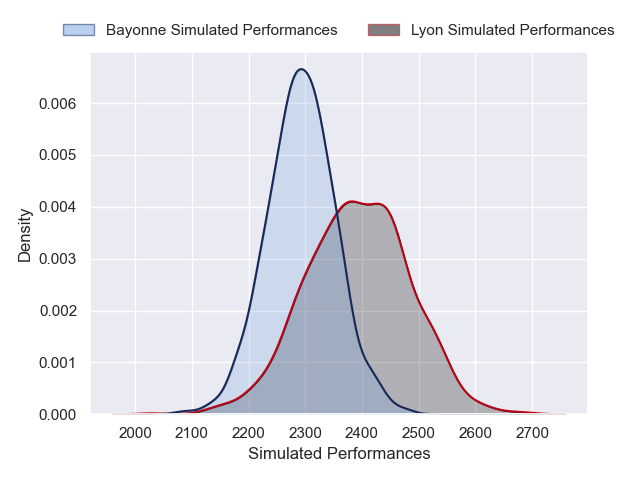 Bayonne Simulated Performances Lyon Simulated Performances
0.006
0.005
0.004
0.003
0.002
0.001
0.000
Density
2000 2100 2200 2300 2400 2500 2600 2700
Simulated Performances